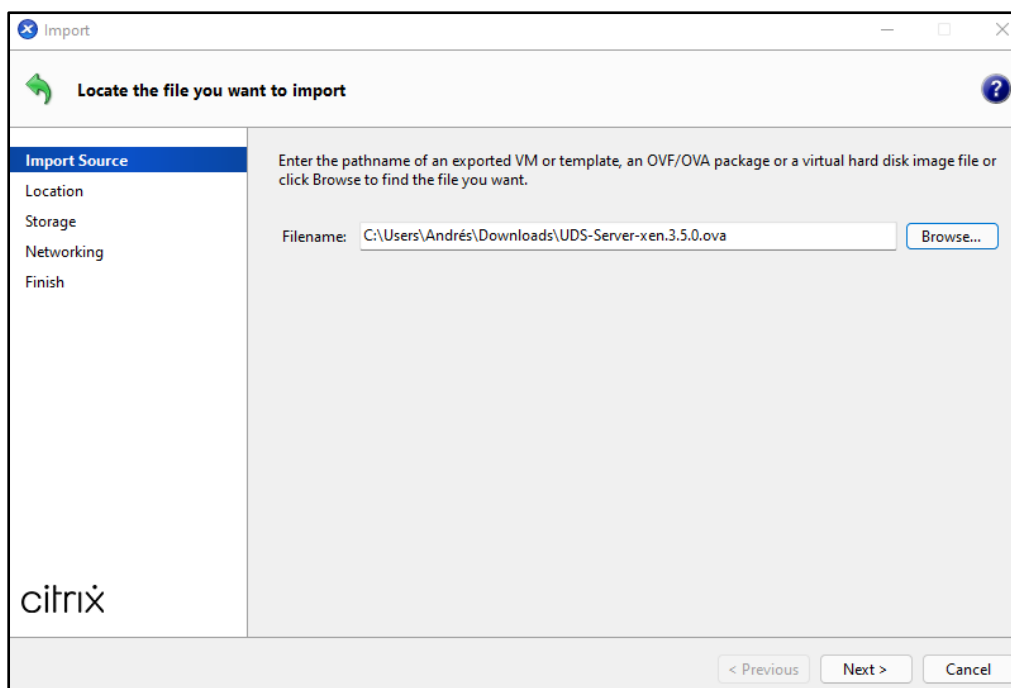 Import
Locate the file you want to import
?
Import Source
Location
Storage
Networking
Finish
Enter the pathname of an exported VM or template, an OVF/OVA package or a virtual hard disk image file or
click Browse to find the file you want.
Filename: C:\Users\Andrés\Downloads\UDS-Server-xen.3.5.0.ova Browse...
citrix
< Previous Next > Cancel